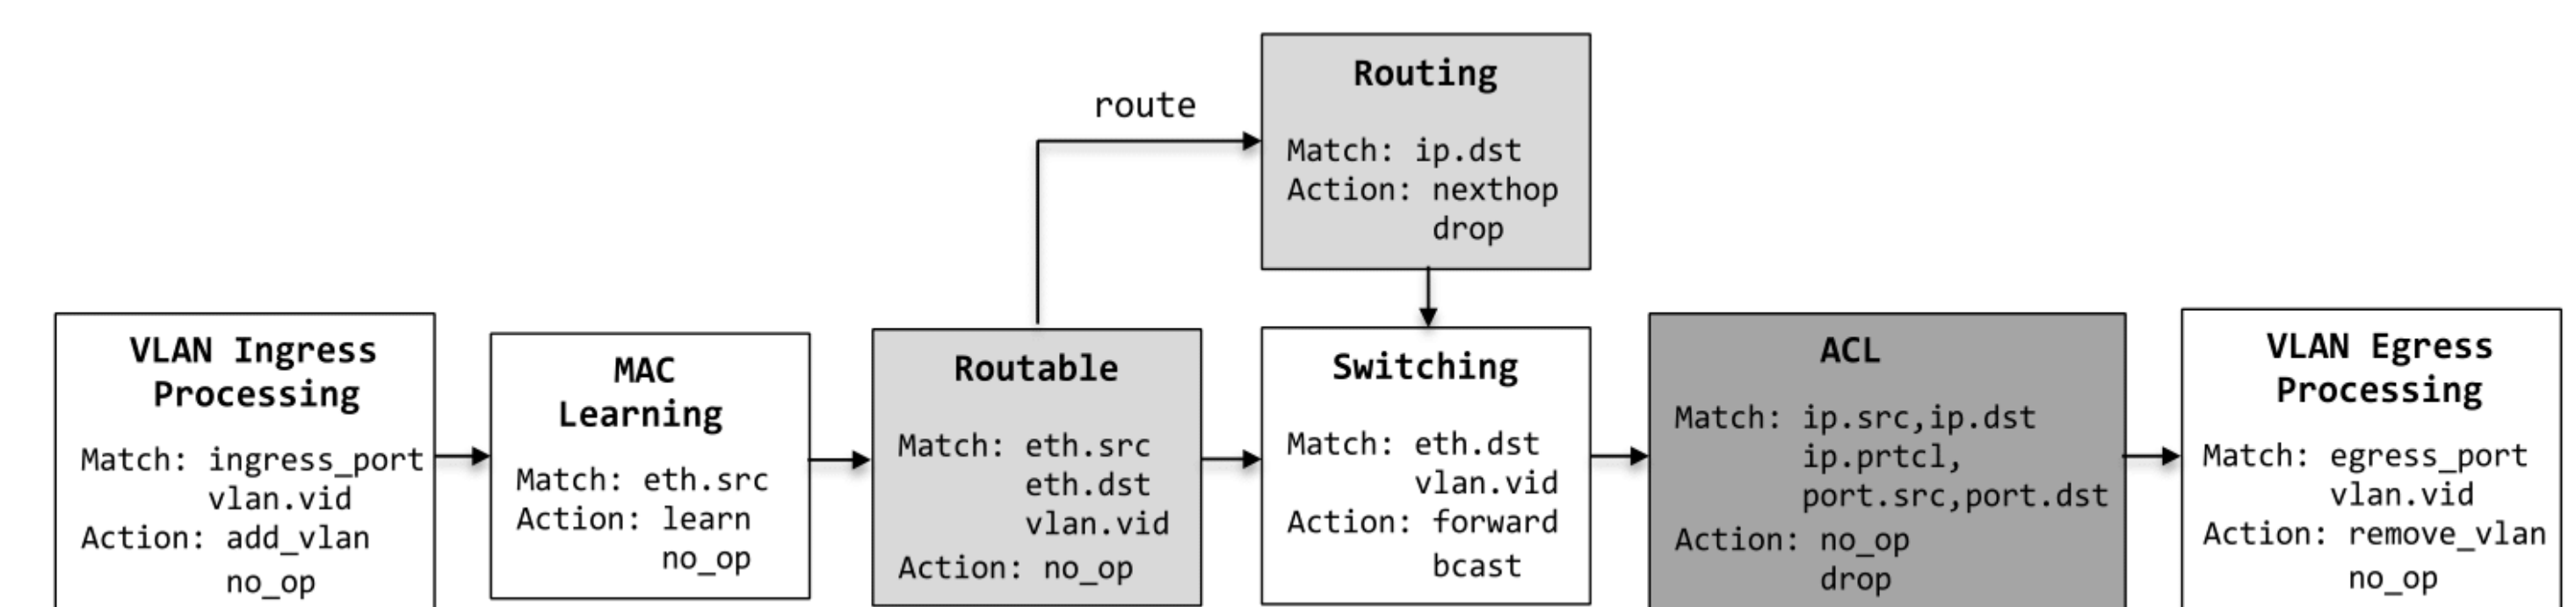 route
Routing
Match: ip.dst
Action: nexthop
drop
VLAN Ingress
Processing
Match: ingress_port
vlan.vid
Action: add_vlan
no_op
MAC
Learning
Match: eth.src
Action: learn
no_op
Routable
Match: eth.src
eth.dst
vlan.vid
Action: no_op
Switching
Match: eth.dst
vlan.vid
Action: forward
bcast
ACL
Match: ip.src,ip.dst
ip.prtcl,
port.src,port.dst
Action: no_op
drop
VLAN Egress
Processing
Match: egress_port
vlan.vid
Action: remove_vlan
no_op